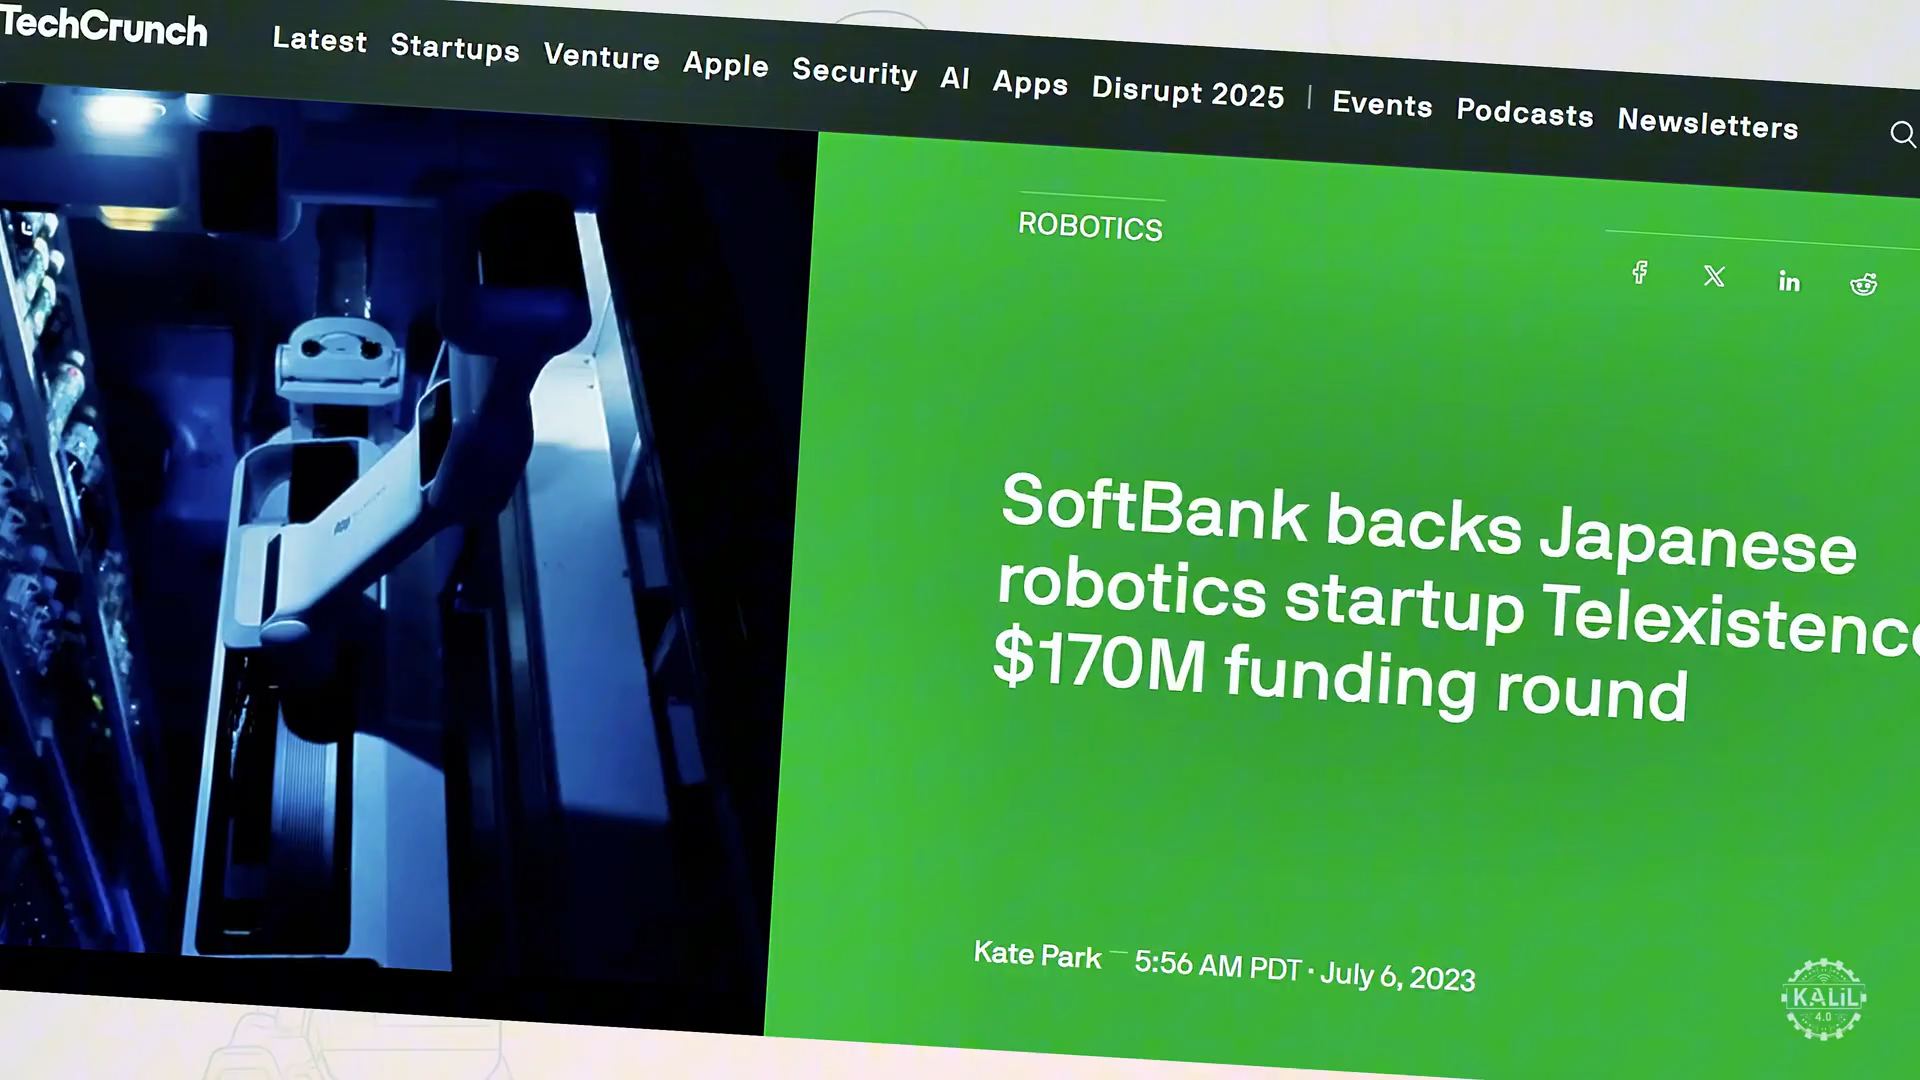 TechCrunch
Latest Startups Venture Apple Security AI Apps Disrupt 2025 | Events Podcasts Newsletters
ROBOTICS
SoftBank backs Japanese
robotics startup Telexistence
$170M funding round
Kate Park — 5:56 AM PDT · July 6, 2023
KALiL
4.0